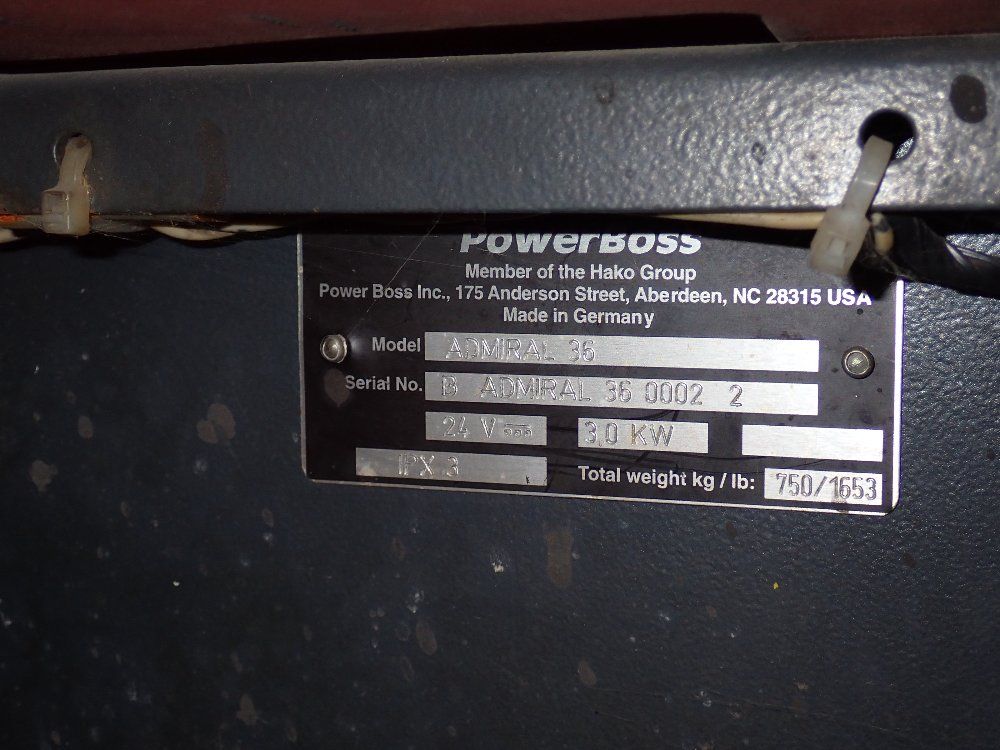 PowerBoss
Member of the Hako Group
Power Boss Inc., 175 Anderson Street, Aberdeen, NC 28315 USA
Made in Germany
Model ADMIRAL 36
Serial No. B ADMIRAL 36 0002 2
24 V ⎓ 3,0 KW
IPX 3 Total weight kg / lb: 750/1653